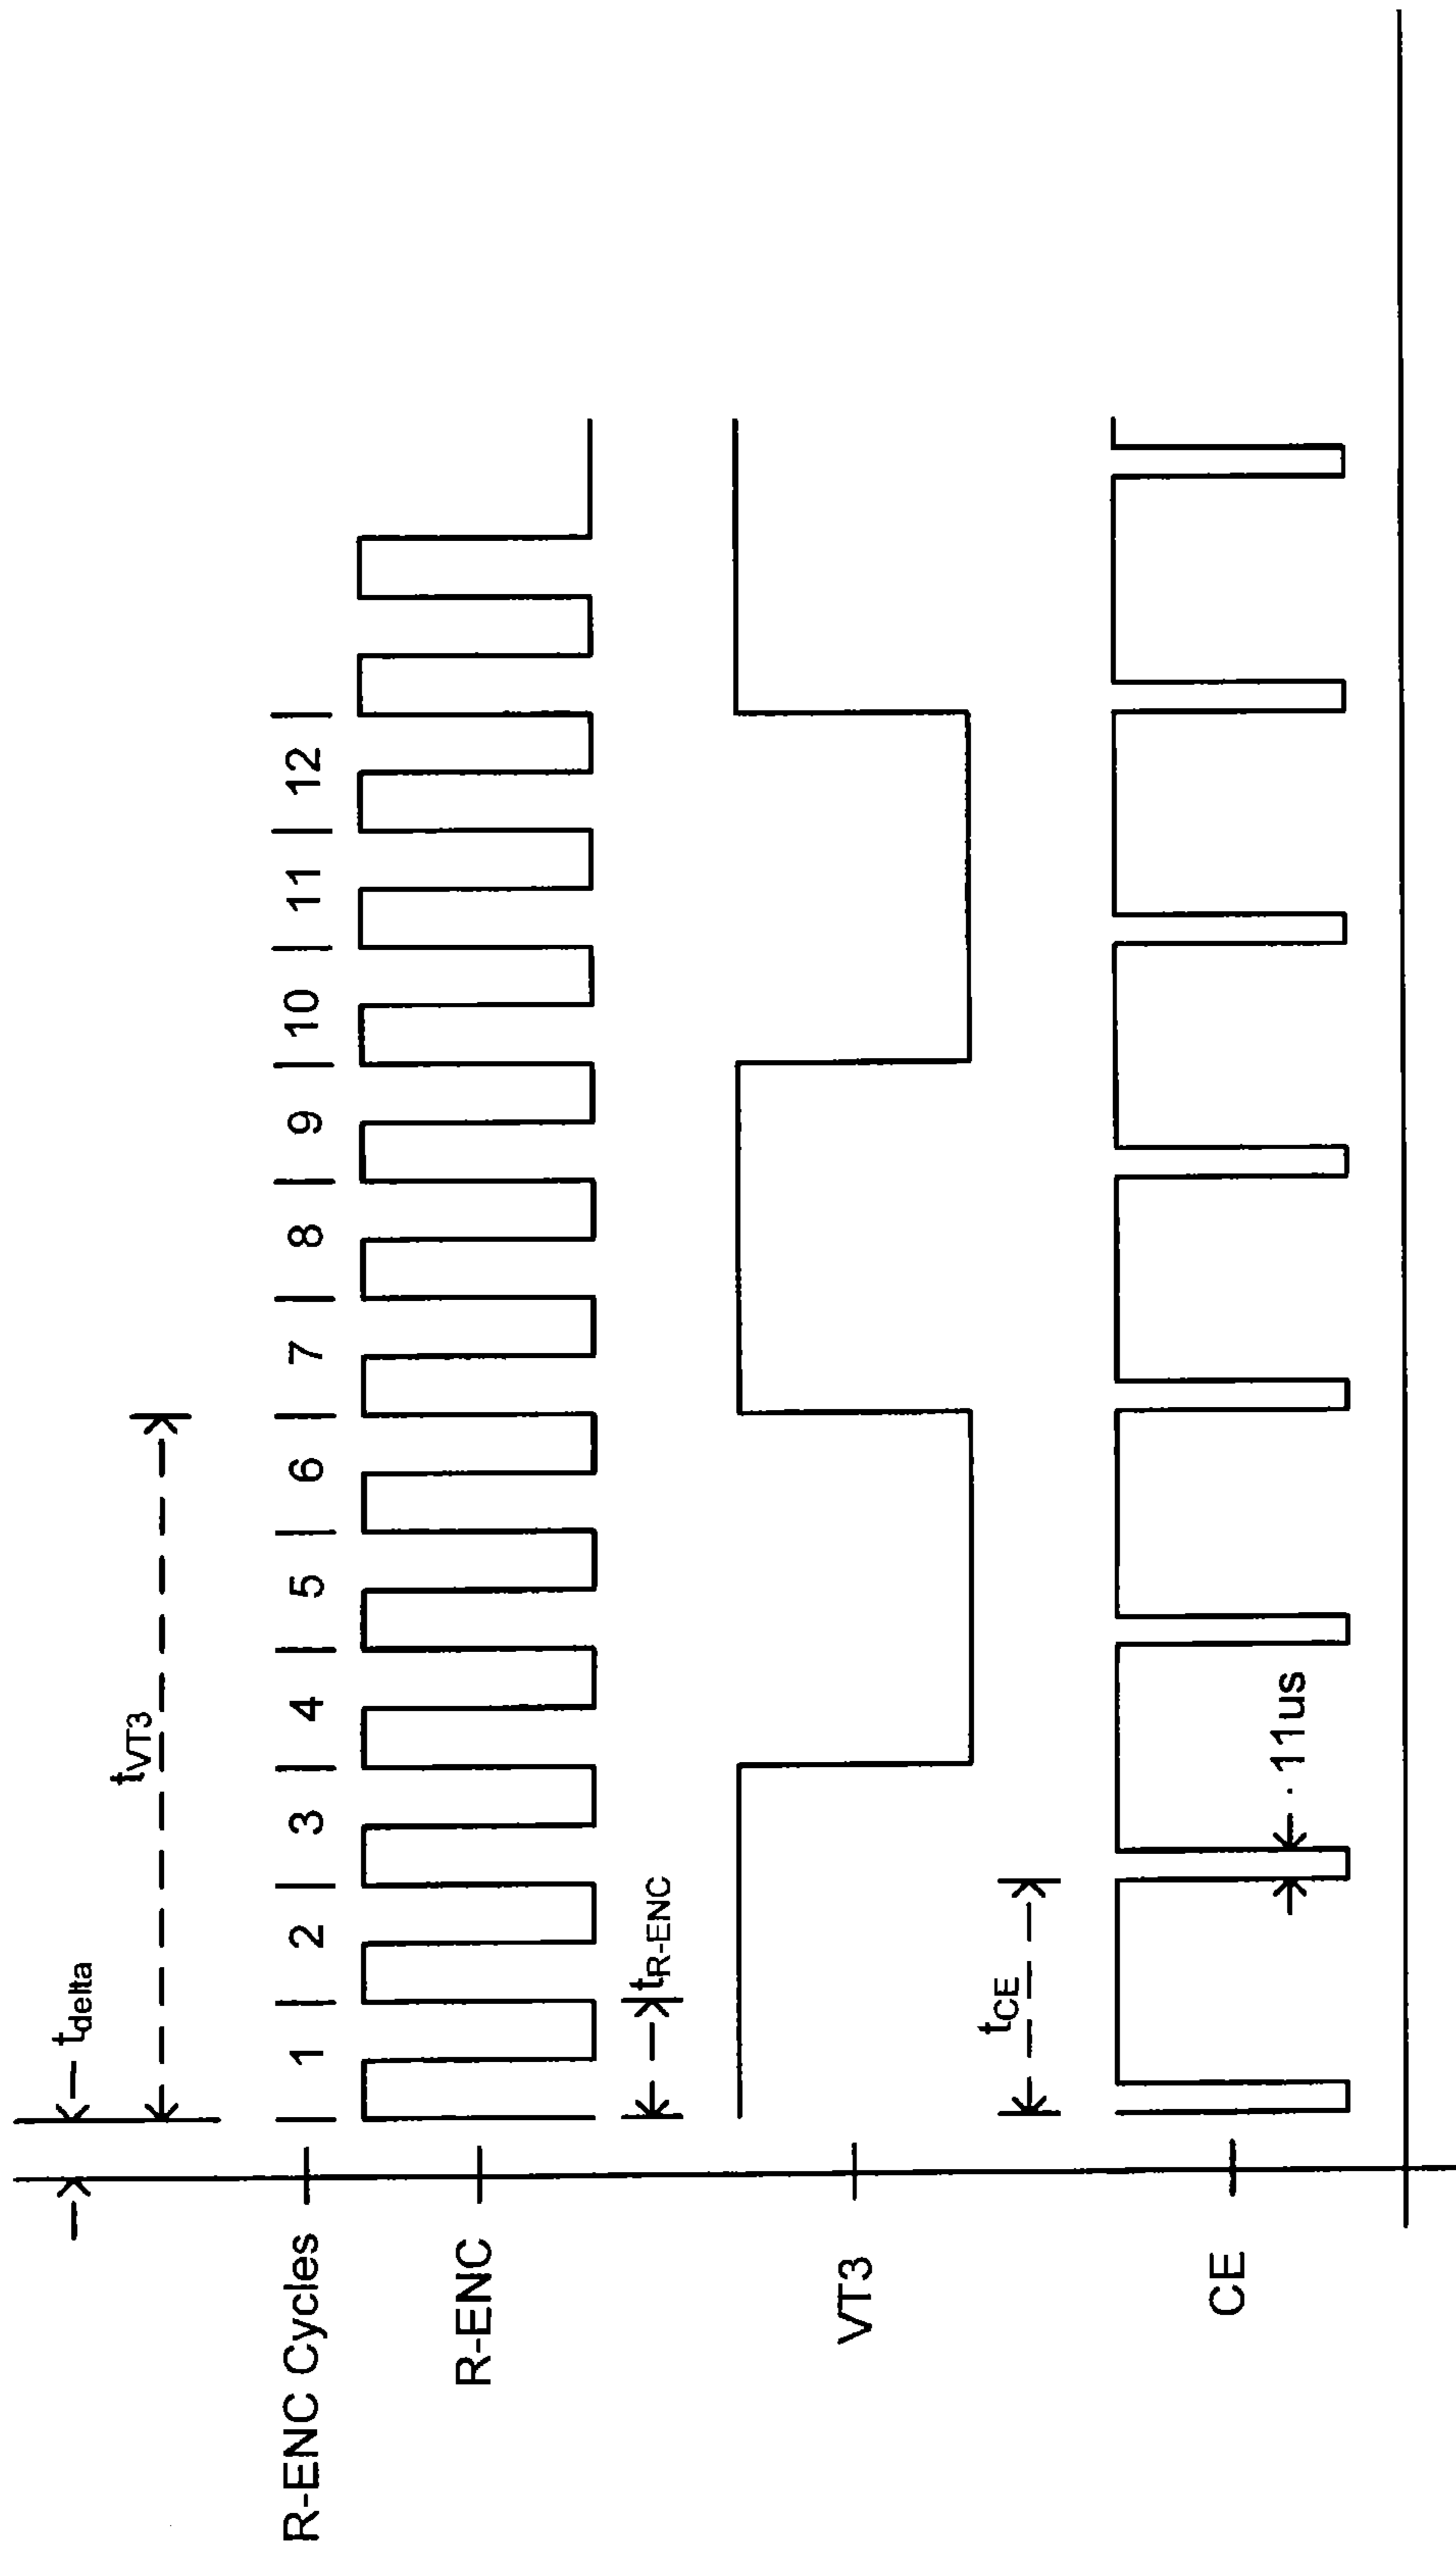 t_delta
t_VT3
R-ENC Cycles 1 2 3 4 5 6 7 8 9 10 11 12
R-ENC
t_R-ENC
VT3
t_CE
CE
11us